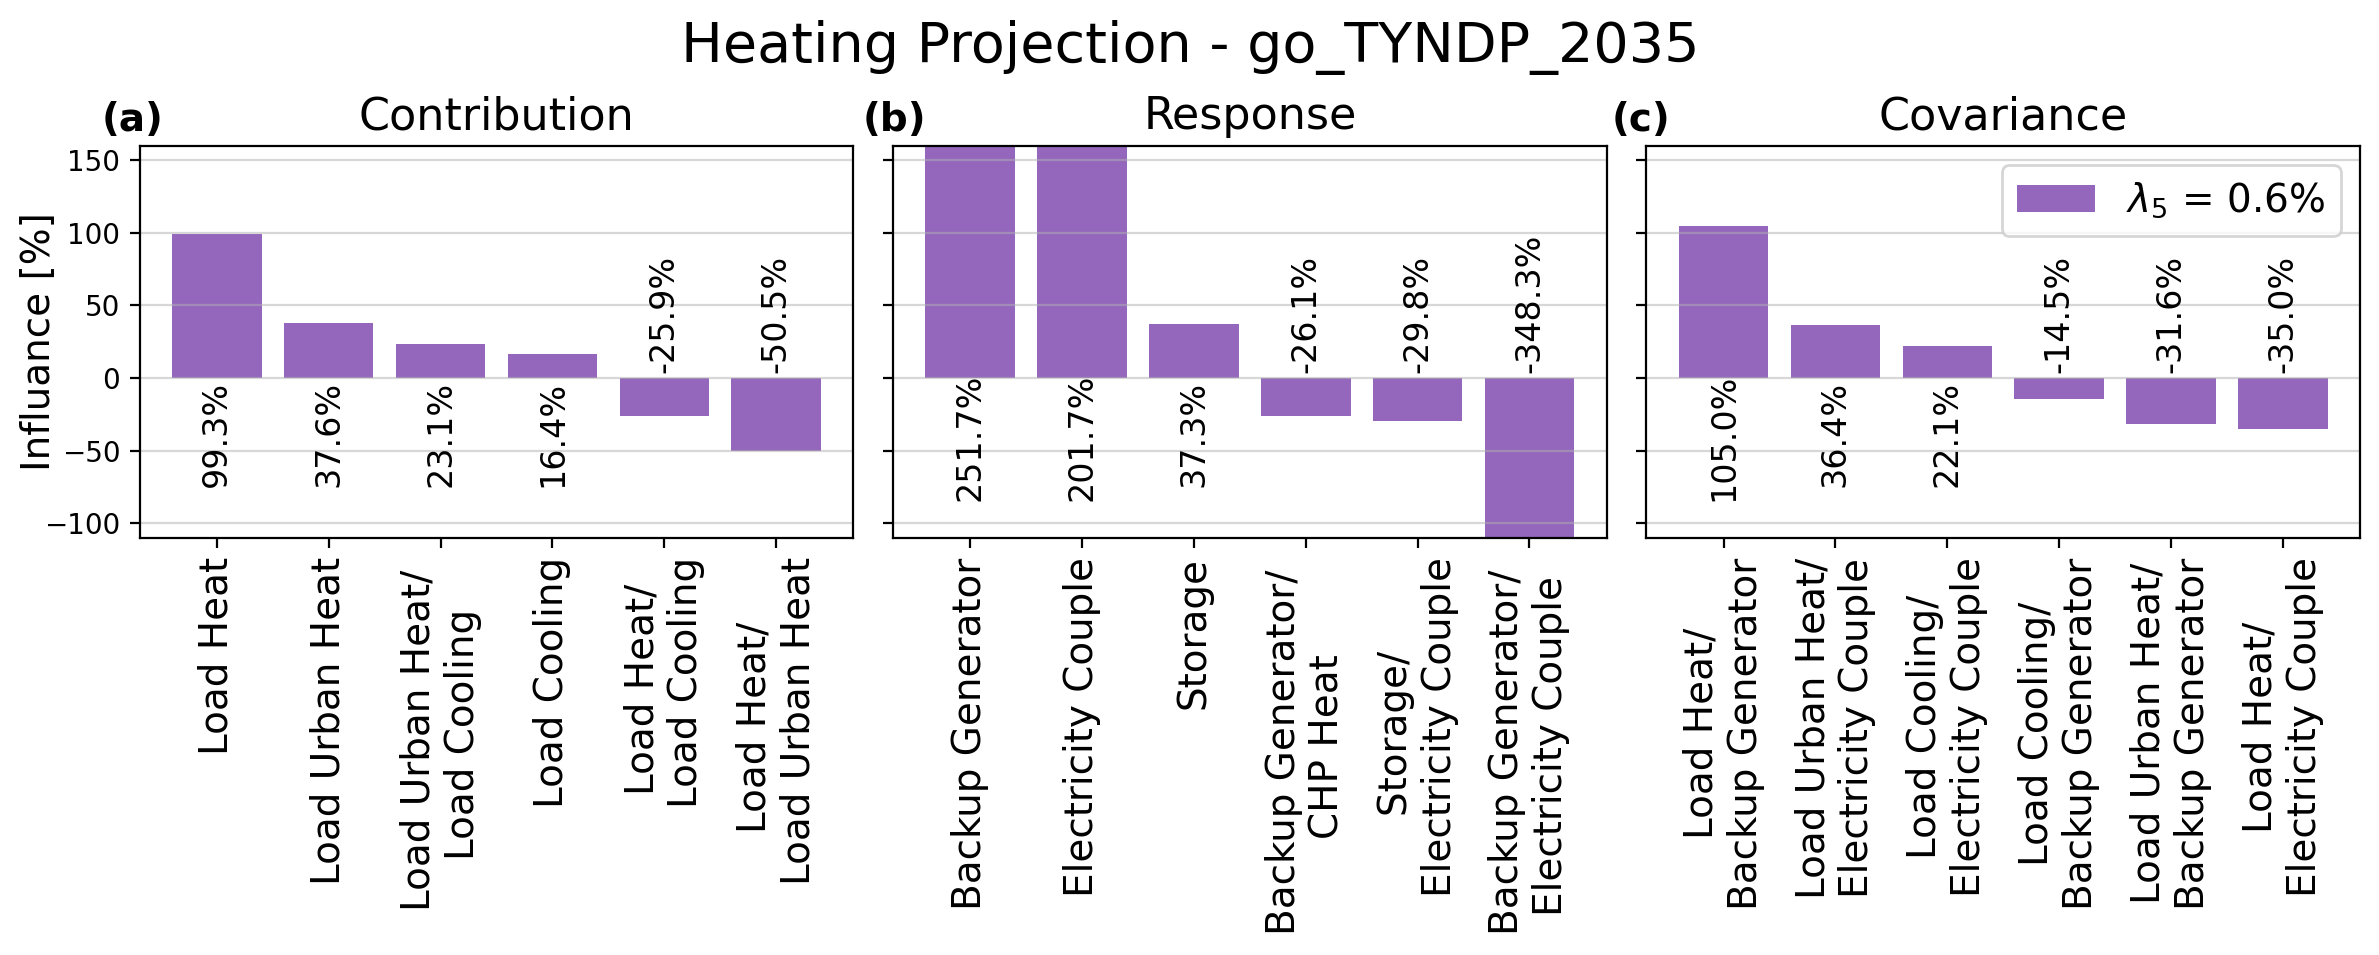 Heating Projection - go_TYNDP_2035
(a)
Contribution
(b)
Response
(c)
Covariance
Influance [%]
150
100
50
0
−50
−100
99.3%
37.6%
23.1%
16.4%
-25.9%
-50.5%
251.7%
201.7%
37.3%
-26.1%
-29.8%
-348.3%
λ5 = 0.6%
105.0%
36.4%
22.1%
-14.5%
-31.6%
-35.0%
Load Heat
Load Urban Heat
Load Urban Heat/
Load Cooling
Load Cooling
Load Heat/
Load Cooling
Load Heat/
Load Urban Heat
Backup Generator
Electricity Couple
Storage
Backup Generator/
CHP Heat
Storage/
Electricity Couple
Backup Generator/
Electricity Couple
Load Heat/
Backup Generator
Load Urban Heat/
Electricity Couple
Load Cooling/
Electricity Couple
Load Cooling/
Backup Generator
Load Urban Heat/
Backup Generator
Load Heat/
Electricity Couple